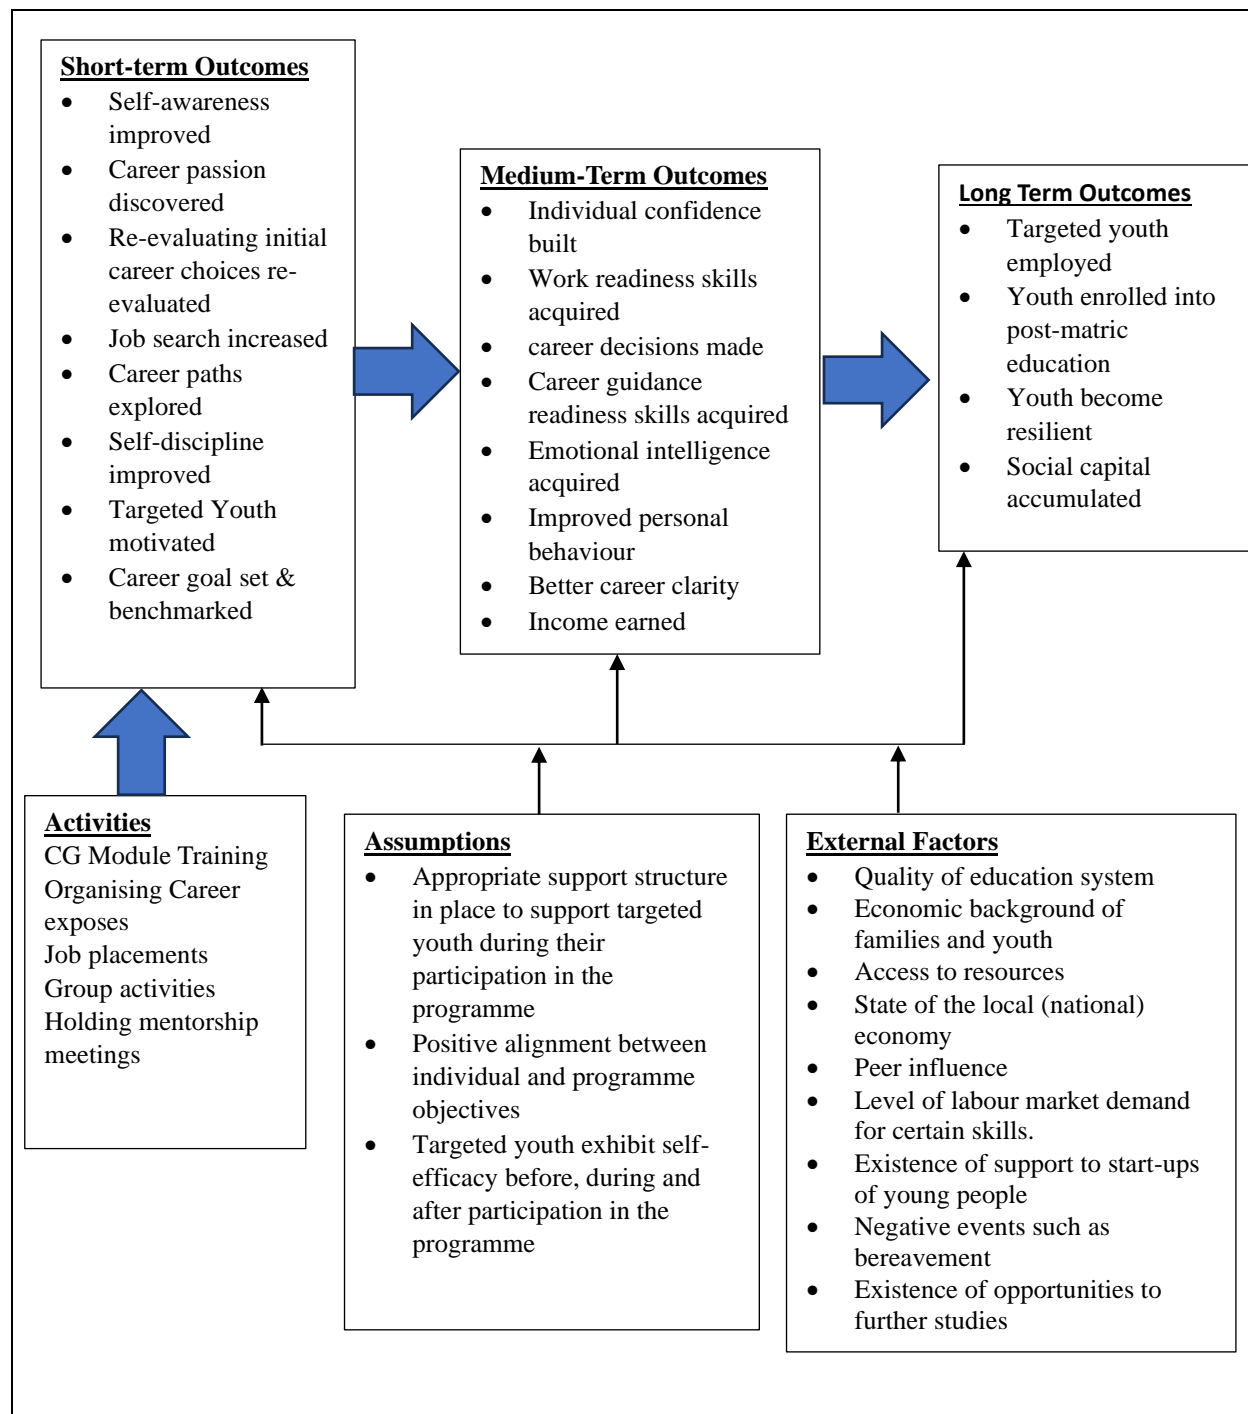 Short-term Outcomes
• Self-awareness
improved
• Career passion
discovered
• Re-evaluating initial
career choices re-
evaluated
• Job search increased
• Career paths
explored
• Self-discipline
improved
• Targeted Youth
motivated
• Career goal set &
benchmarked
Medium-Term Outcomes
• Individual confidence
built
• Work readiness skills
acquired
• career decisions made
• Career guidance
readiness skills acquired
• Emotional intelligence
acquired
• Improved personal
behaviour
• Better career clarity
• Income earned
Long Term Outcomes
• Targeted youth
employed
• Youth enrolled into
post-matric
education
• Youth become
resilient
• Social capital
accumulated
Activities
CG Module Training
Organising Career
exposes
Job placements
Group activities
Holding mentorship
meetings
Assumptions
• Appropriate support structure
in place to support targeted
youth during their
participation in the
programme
• Positive alignment between
individual and programme
objectives
• Targeted youth exhibit self-
efficacy before, during and
after participation in the
programme
External Factors
• Quality of education system
• Economic background of
families and youth
• Access to resources
• State of the local (national)
economy
• Peer influence
• Level of labour market demand
for certain skills.
• Existence of support to start-ups
of young people
• Negative events such as
bereavement
• Existence of opportunities to
further studies